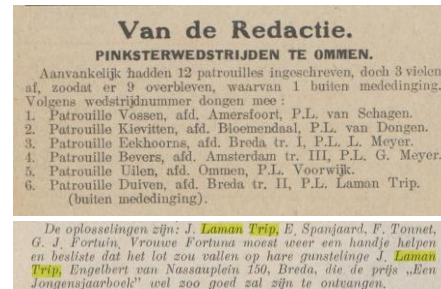 Van de Redactie.
PINKSTERWEDSTRIJDEN TE OMMEN.
Aanvankelijk hadden 12 patrouilles ingeschreven, doch 3 vielen
af, zoodat er 9 overbleven, waarvan 1 buiten mededinging.
Volgens wedstrijdnummer dongen mee :
1. Patrouille Vossen, afd. Amersfoort, P.L. van Schagen.
2. Patrouille Kievitten, afd. Bloemendaal, P.L. van Dongen.
3. Patrouille Eekhoorns, afd. Breda tr. I, P.L. L. Meyer.
4. Patrouille Bevers, afd. Amsterdam tr. III, P.L. G. Meyer.
5. Patrouille Uilen, afd. Ommen, P.L. Voorwijk.
6. Patrouille Duiven, afd. Breda tr. II, P.L. Laman Trip.
(buiten mededinging).
De oplosselingen zijn: J. Laman Trip, E. Spanjaard, F. Tonnet,
G. J. Fortuin. Vrouwe Fortuna moest weer een handje helpen
en besliste dat het lot zou vallen op hare gunstelinge J. Laman
Trip, Engelbert van Nassauplein 150, Breda, die de prijs „Een
Jongensjaarboek" wel zoo goed zal zijn te ontvangen.